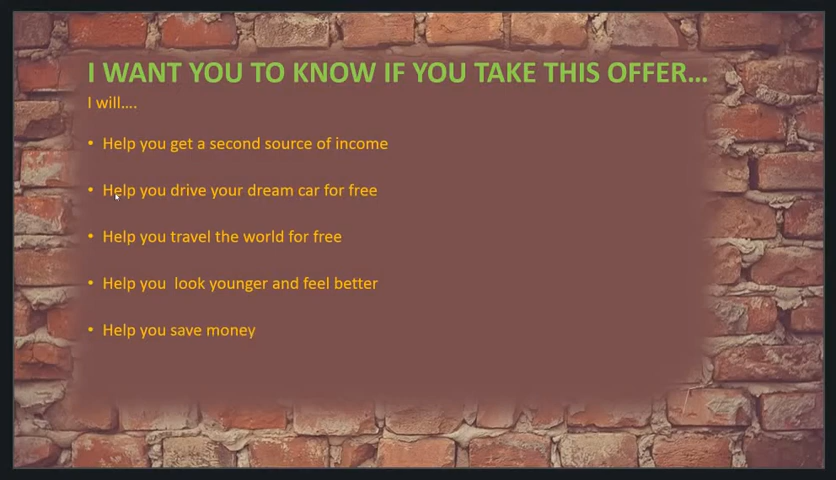 I WANT YOU TO KNOW IF YOU TAKE THIS OFFER...
I will....
• Help you get a second source of income
• Help you drive your dream car for free
• Help you travel the world for free
• Help you  look younger and feel better
• Help you save money